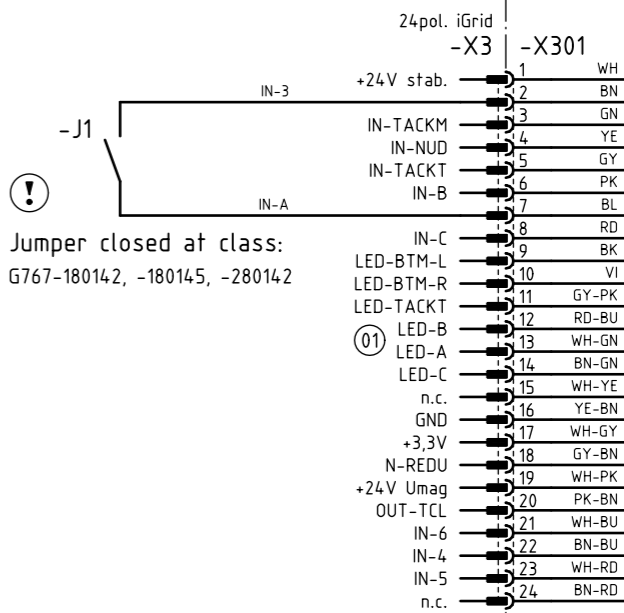 24pol. iGrid
-X3 -X301
+24V stab. 1 WH
IN-3 2 BN
IN-TACKM 3 GN
-J1
IN-NUD 4 YE
IN-TACKT 5 GY
IN-B 6 PK
!
IN-A 7 BL
Jumper closed at class:
G767-180142, -180145, -280142
IN-C 8 RD
LED-BTM-L 9 BK
LED-BTM-R 10 VI
LED-TACKT 11 GY-PK
LED-B 12 RD-BU
01
LED-A 13 WH-GN
LED-C 14 BN-GN
n.c. 15 WH-YE
GND 16 YE-BN
+3,3V 17 WH-GY
N-REDU 18 GY-BN
+24V Umag 19 WH-PK
OUT-TCL 20 PK-BN
IN-6 21 WH-BU
IN-4 22 BN-BU
IN-5 23 WH-RD
n.c. 24 BN-RD